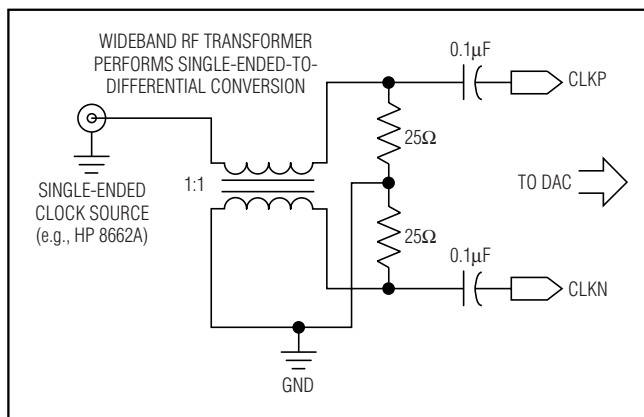 WIDEBAND RF TRANSFORMER
PERFORMS SINGLE-ENDED-TO-
DIFFERENTIAL CONVERSION
0.1μF
CLKP
25Ω
1:1
TO DAC
SINGLE-ENDED
CLOCK SOURCE
(e.g., HP 8662A)
25Ω
0.1μF
CLKN
GND